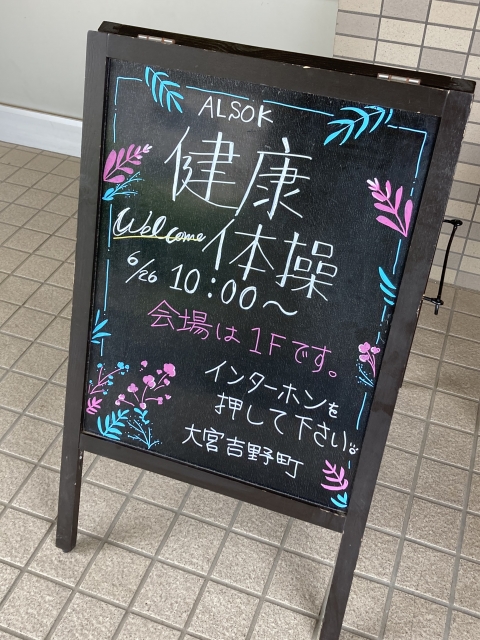 ALSOK
健康
Welcome 体操
6/26 10:00～
会場は1Fです。
インターホンを
押して下さい。
大宮吉野町